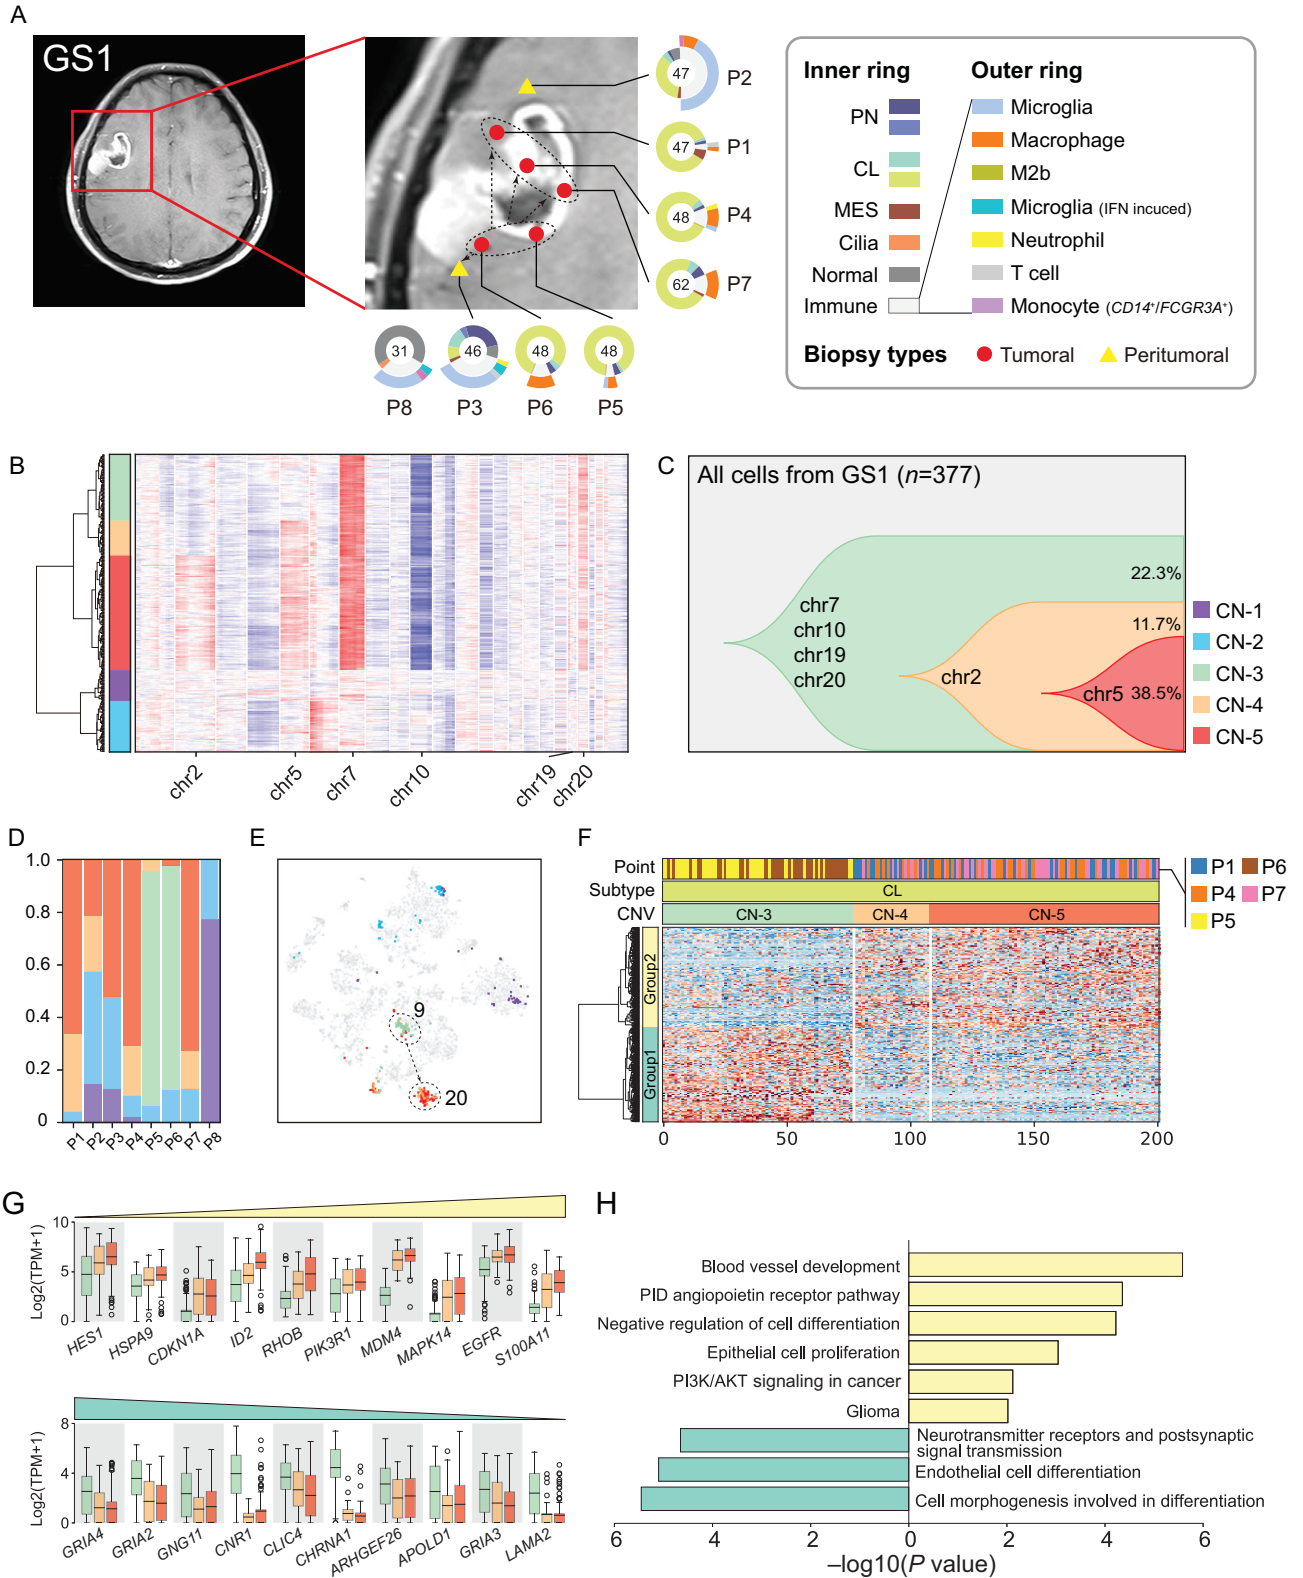 A
GS1
47
P2
47
P1
48
P4
62
P7
31
46
48
48
P8
P3
P6
P5
Inner ring
Outer ring
PN
CL
MES
Cilia
Normal
Immune
Microglia
Macrophage
M2b
Microglia (IFN incuced)
Neutrophil
T cell
Monocyte (CD14+/FCGR3A+)
Biopsy types
Tumoral
Peritumoral
B
chr2
chr5
chr7
chr10
chr19
chr20
C
All cells from GS1 (n=377)
chr7
chr10
chr19
chr20
chr2
chr5
22.3%
11.7%
38.5%
CN-1
CN-2
CN-3
CN-4
CN-5
D
1.0
0.8
0.6
0.4
0.2
0
P1
P2
P3
P4
P5
P6
P7
P8
E
9
20
F
Point
Subtype
CNV
CL
CN-3
CN-4
CN-5
Group2
Group1
0
50
100
150
200
P1
P6
P4
P7
P5
G
Log2(TPM+1)
10
5
0
HES1
HSPA9
CDKN1A
ID2
RHOB
PIK3R1
MDM4
MAPK14
EGFR
S100A11
Log2(TPM+1)
8
4
0
GRIA4
GRIA2
GNG11
CNR1
CLIC4
CHRNA1
ARHGEF26
APOLD1
GRIA3
LAMA2
H
Blood vessel development
PID angiopoietin receptor pathway
Negative regulation of cell differentiation
Epithelial cell proliferation
PI3K/AKT signaling in cancer
Glioma
Neurotransmitter receptors and postsynaptic
signal transmission
Endothelial cell differentiation
Cell morphogenesis involved in differentiation
6
4
2
0
2
4
6
–log10(P value)